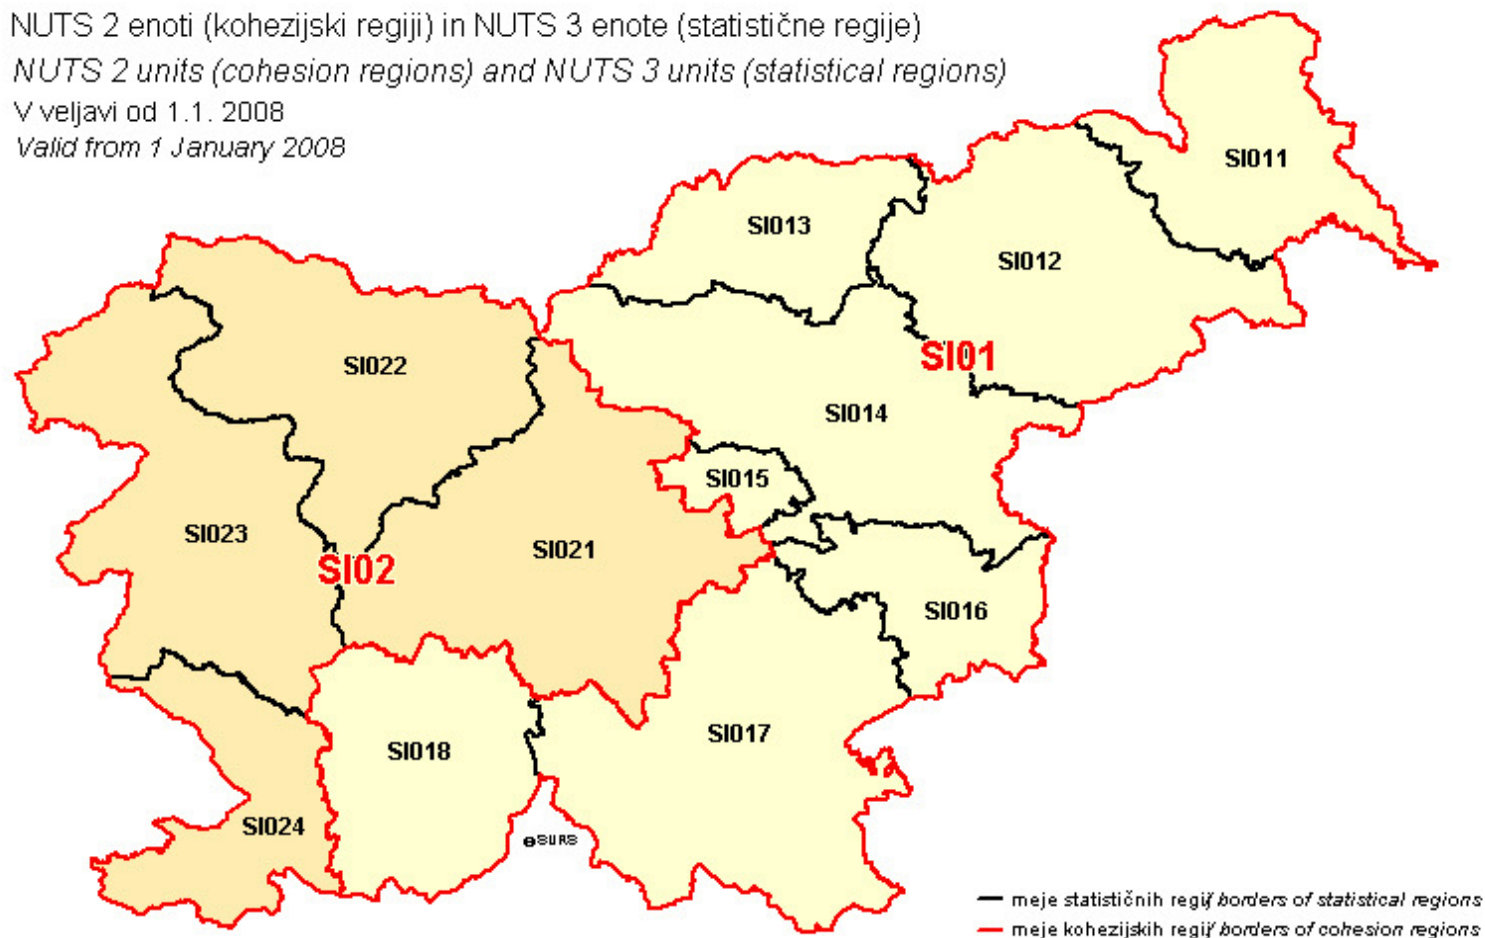 NUTS 2 enoti (kohezijski regiji) in NUTS 3 enote (statistične regije)
NUTS 2 units (cohesion regions) and NUTS 3 units (statistical regions)
V veljavi od 1.1. 2008
Valid from 1 January 2008
SI011
SI013
SI012
SI01
SI022
SI014
SI015
SI023
SI021
SI02
SI016
SI017
SI018
SI024
SURS
meje statističnih regij/ borders of statistical regions
meje kohezijskih regij/ borders of cohesion regions